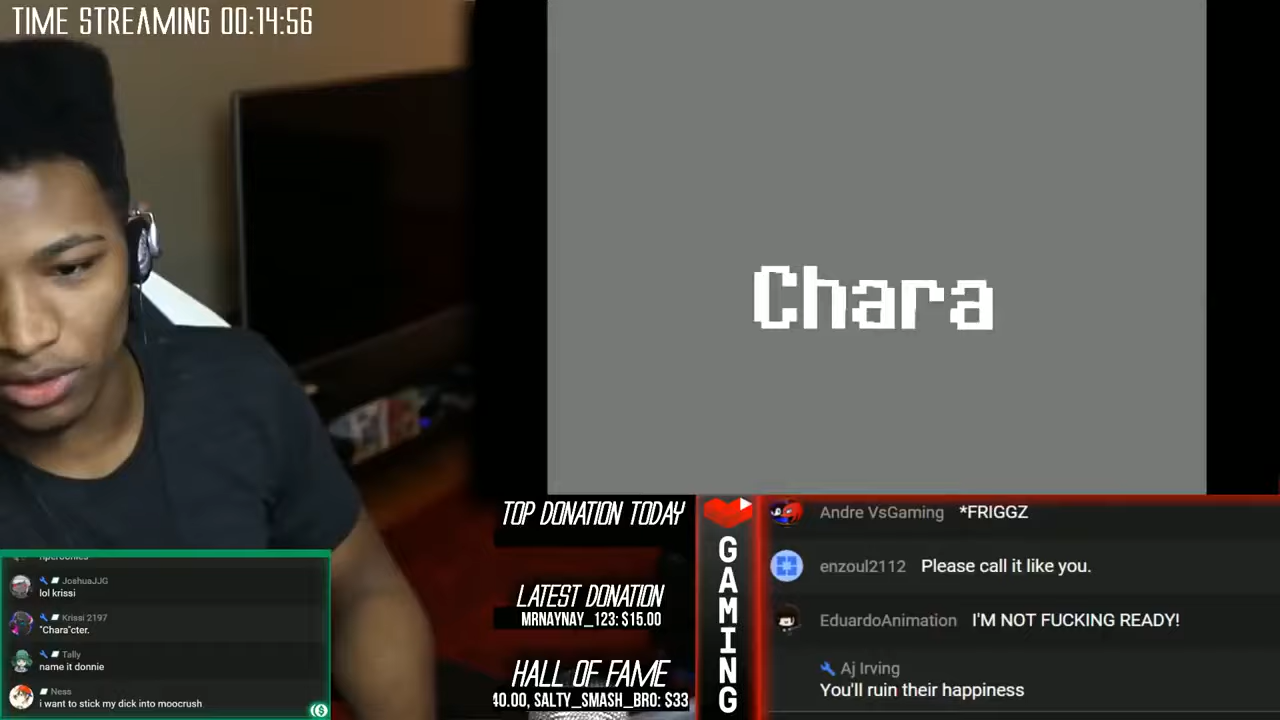 TIME STREAMING 00:14:56
Chara
JoshuaJJG
lol krissi
Krissi 2197
"Chara"cter.
Tally
name it donnie
Ness
i want to stick my dick into moocrush
TOP DONATION TODAY
LATEST DONATION
MRNAYNAY_123: $15.00
HALL OF FAME
40.00, SALTY_SMASH_BRO: $33
GAMING
Andre VsGaming *FRIGGZ
enzoul2112 Please call it like you.
EduardoAnimation I'M NOT FUCKING READY!
Aj Irving
You'll ruin their happiness